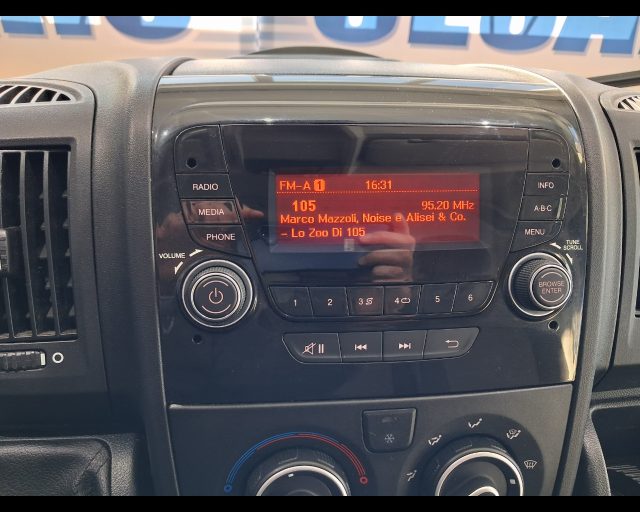 FM-A 1 16:31
105 95.20 MHz
Marco Mazzoli, Noise e Alisei & Co.
- Lo Zoo Di 105
RADIO
MEDIA
PHONE
INFO
A-B-C
MENU
VOLUME
TUNE
SCROLL
BROWSE
ENTER
1 2 3 4 5 6